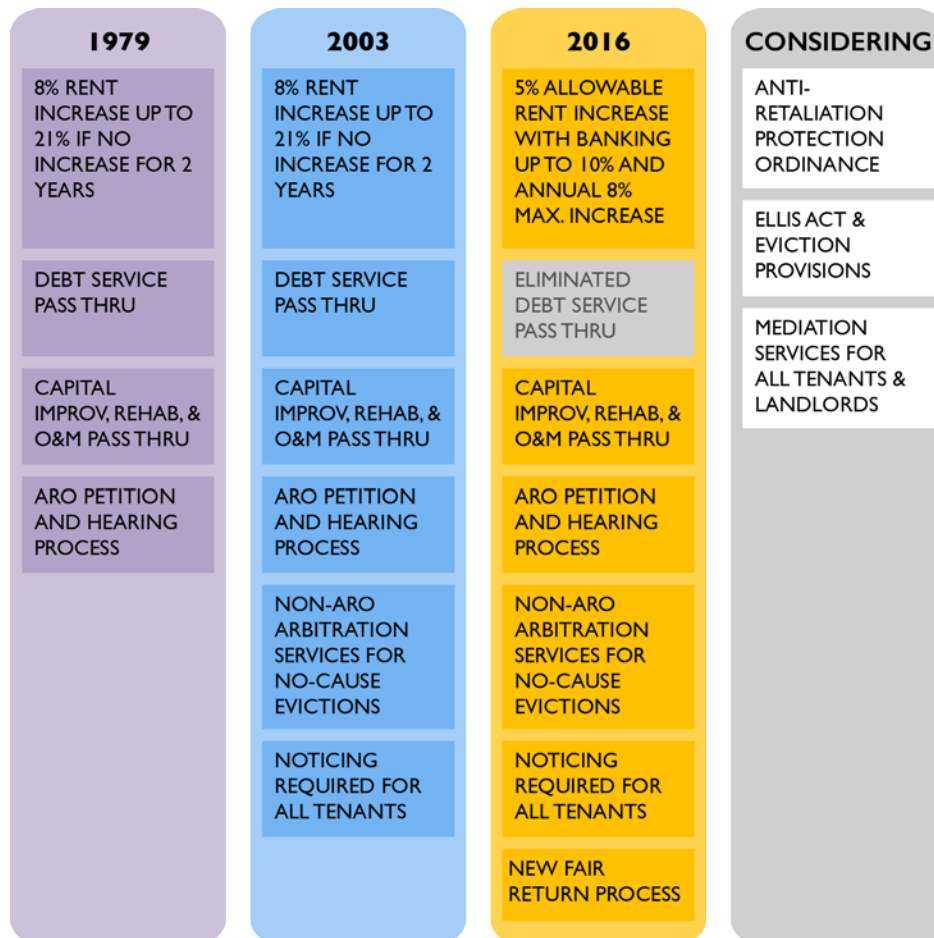 1979
8% RENT
INCREASE UP TO
21% IF NO
INCREASE FOR 2
YEARS
DEBT SERVICE
PASS THRU
CAPITAL
IMPROV, REHAB, &
O&M PASS THRU
ARO PETITION
AND HEARING
PROCESS
2003
8% RENT
INCREASE UP TO
21% IF NO
INCREASE FOR 2
YEARS
DEBT SERVICE
PASS THRU
CAPITAL
IMPROV, REHAB, &
O&M PASS THRU
ARO PETITION
AND HEARING
PROCESS
NON-ARO
ARBITRATION
SERVICES FOR
NO-CAUSE
EVICTIONS
NOTICING
REQUIRED FOR
ALL TENANTS
2016
5% ALLOWABLE
RENT INCREASE
WITH BANKING
UP TO 10% AND
ANNUAL 8%
MAX. INCREASE
ELIMINATED
DEBT SERVICE
PASS THRU
CAPITAL
IMPROV, REHAB, &
O&M PASS THRU
ARO PETITION
AND HEARING
PROCESS
NON-ARO
ARBITRATION
SERVICES FOR
NO-CAUSE
EVICTIONS
NOTICING
REQUIRED FOR
ALL TENANTS
NEW FAIR
RETURN PROCESS
CONSIDERING
ANTI-
RETALIATION
PROTECTION
ORDINANCE
ELLIS ACT &
EVICTION
PROVISIONS
MEDIATION
SERVICES FOR
ALL TENANTS &
LANDLORDS